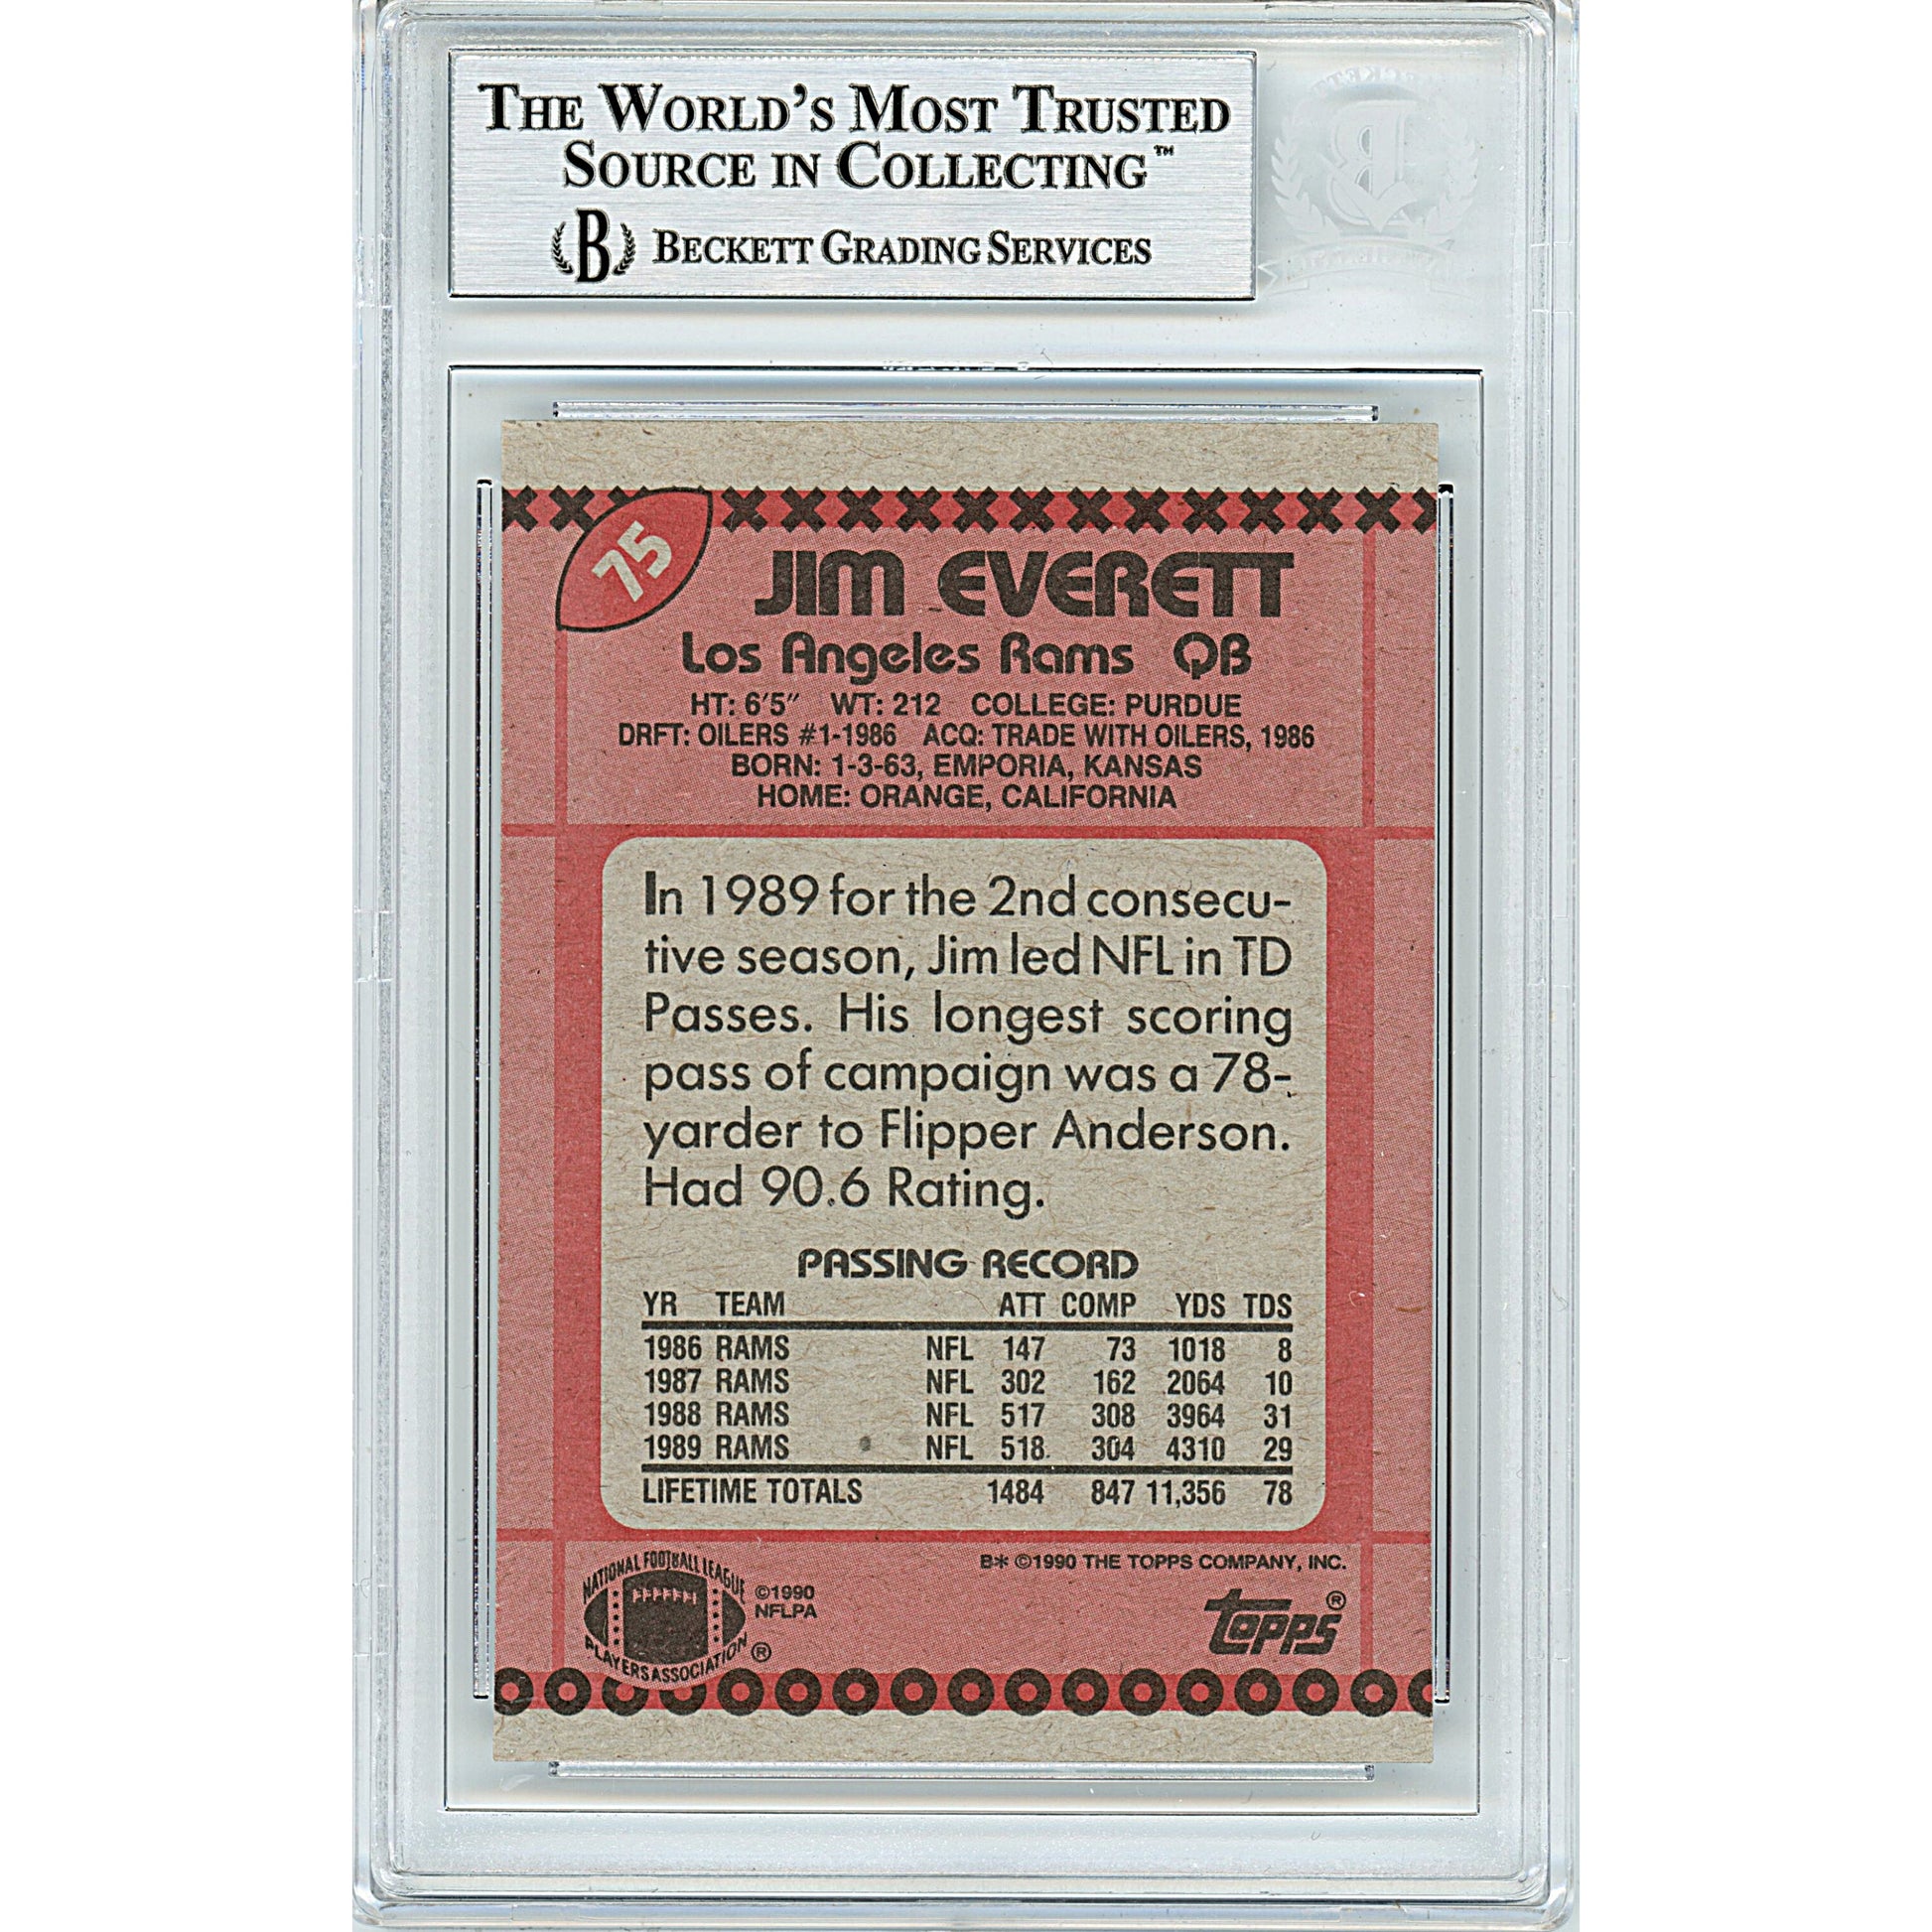 THE WORLD'S MOST TRUSTED
SOURCE IN COLLECTING™
B BECKETT GRADING SERVICES
75
JIM EVERETT
Los Angeles Rams QB
HT: 6'5" WT: 212 COLLEGE: PURDUE
DRFT: OILERS #1-1986 ACQ: TRADE WITH OILERS, 1986
BORN: 1-3-63, EMPORIA, KANSAS
HOME: ORANGE, CALIFORNIA
In 1989 for the 2nd consecu-
tive season, Jim led NFL in TD
Passes. His longest scoring
pass of campaign was a 78-
yarder to Flipper Anderson.
Had 90.6 Rating.
PASSING RECORD
YR TEAM ATT COMP YDS TDS
1986 RAMS NFL 147 73 1018 8
1987 RAMS NFL 302 162 2064 10
1988 RAMS NFL 517 308 3964 31
1989 RAMS NFL 518 304 4310 29
LIFETIME TOTALS 1484 847 11,356 78
B* ©1990 THE TOPPS COMPANY, INC.
NATIONAL FOOTBALL LEAGUE
PLAYERS ASSOCIATION ®
©1990
NFLPA
topps ®